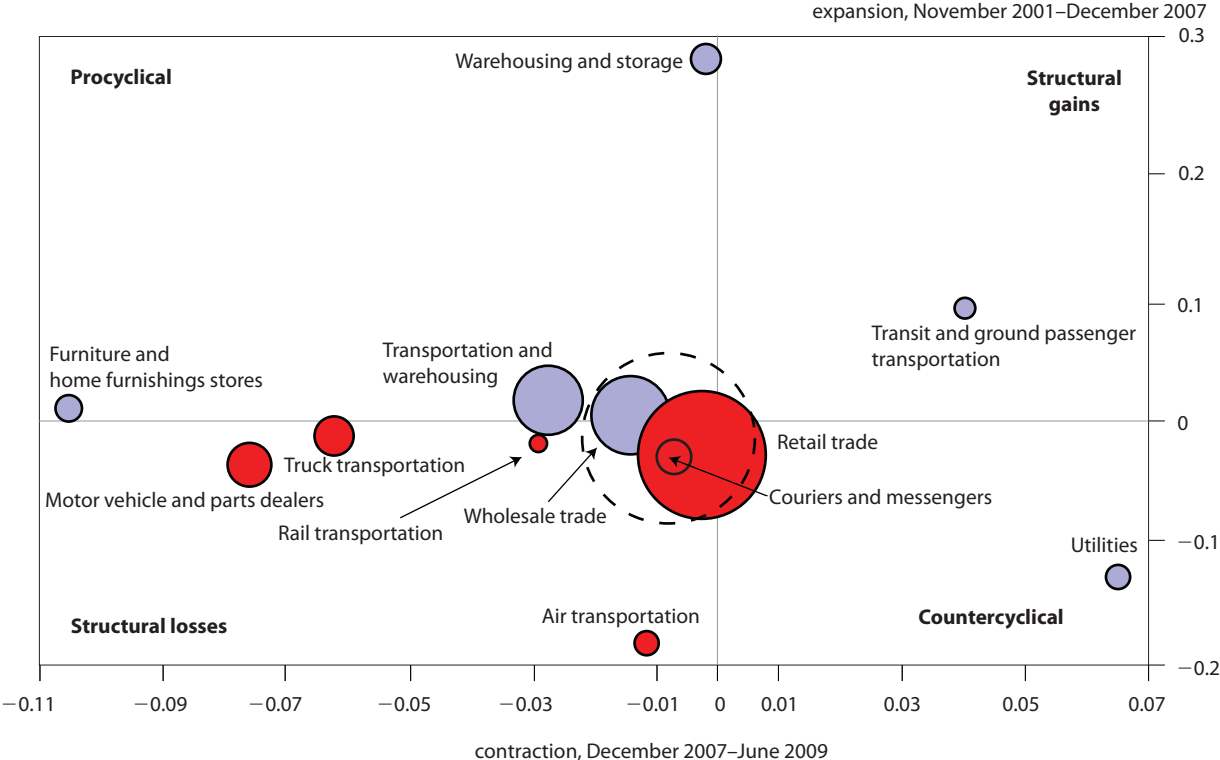 expansion, November 2001–December 2007
0.3
Warehousing and storage
Procyclical
Structural
gains
0.2
0.1
Transit and ground passenger
transportation
Furniture and
home furnishings stores
Transportation and
warehousing
0
Retail trade
Truck transportation
Motor vehicle and parts dealers
Couriers and messengers
Wholesale trade
Rail transportation
−0.1
Utilities
Air transportation
Countercyclical
Structural losses
−0.2
−0.11 −0.09 −0.07 −0.05 −0.03 −0.01 0 0.01 0.03 0.05 0.07
contraction, December 2007–June 2009